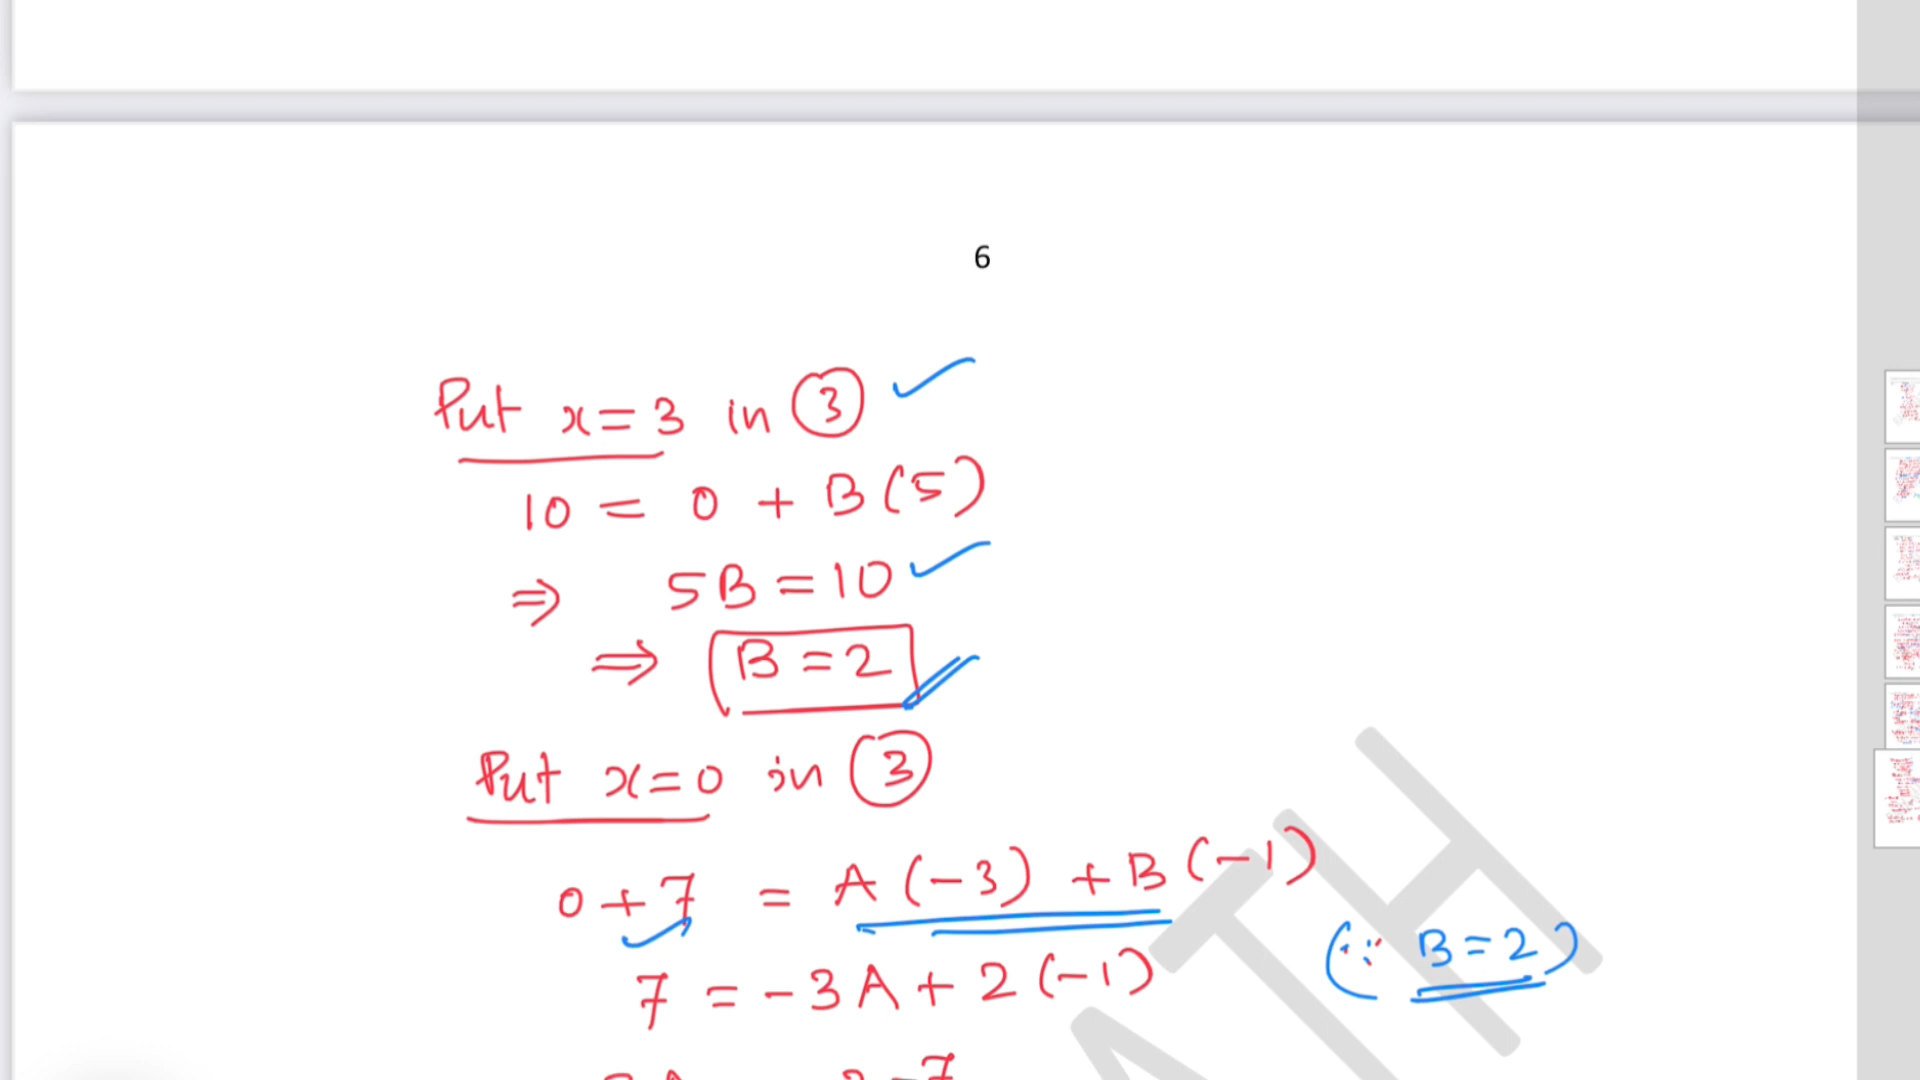 6
Put x=3 in ③
10 = 0 + B(5)
⇒ 5B=10
⇒ B=2
Put x=0 in ③
0+7 = A(-3) +B(-1)
7 = -3A+2(-1) (∵ B=2)